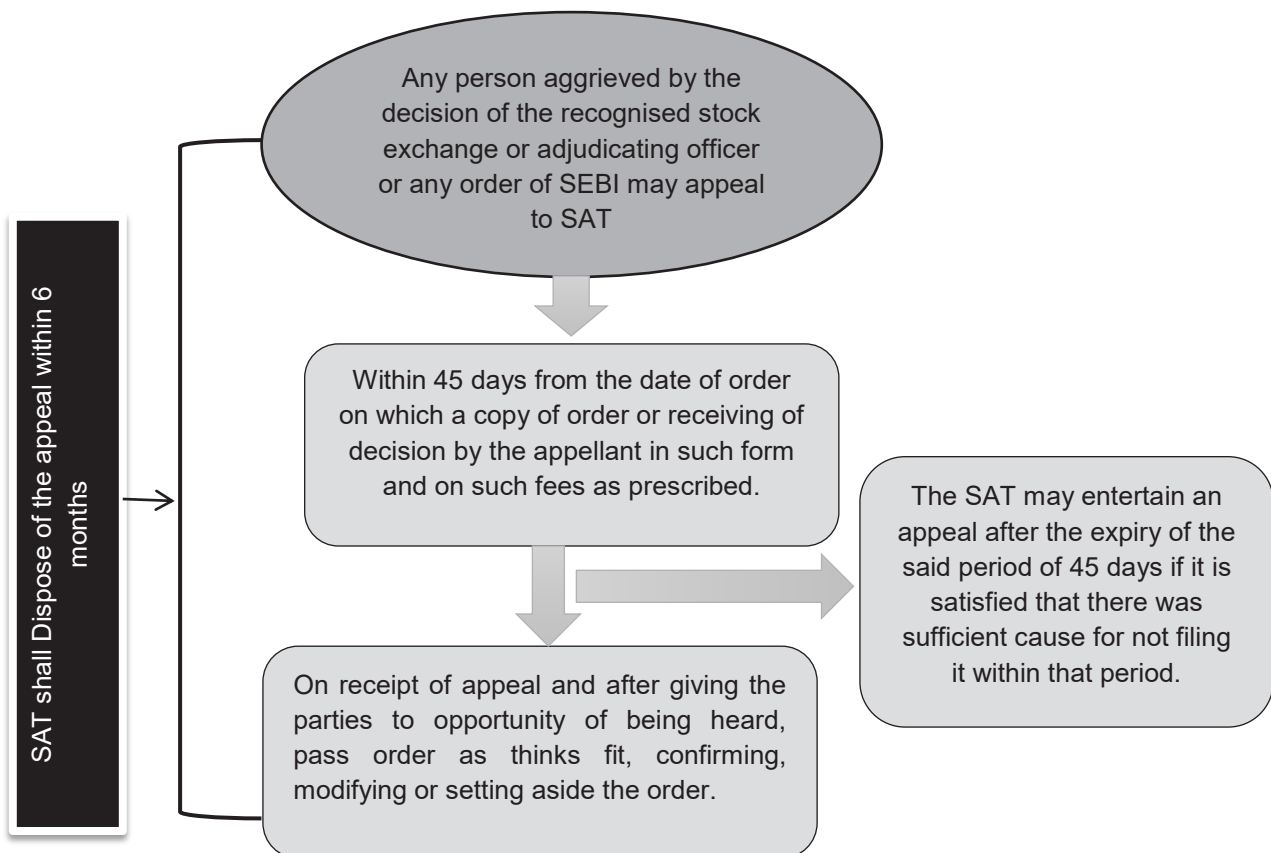 Any person aggrieved by the
decision of the recognised stock
exchange or adjudicating officer
or any order of SEBI may appeal
to SAT
SAT shall Dispose of the appeal within 6
months
Within 45 days from the date of order
on which a copy of order or receiving of
decision by the appellant in such form
and on such fees as prescribed.
The SAT may entertain an
appeal after the expiry of the
said period of 45 days if it is
satisfied that there was
sufficient cause for not filing
it within that period.
On receipt of appeal and after giving the
parties to opportunity of being heard,
pass order as thinks fit, confirming,
modifying or setting aside the order.